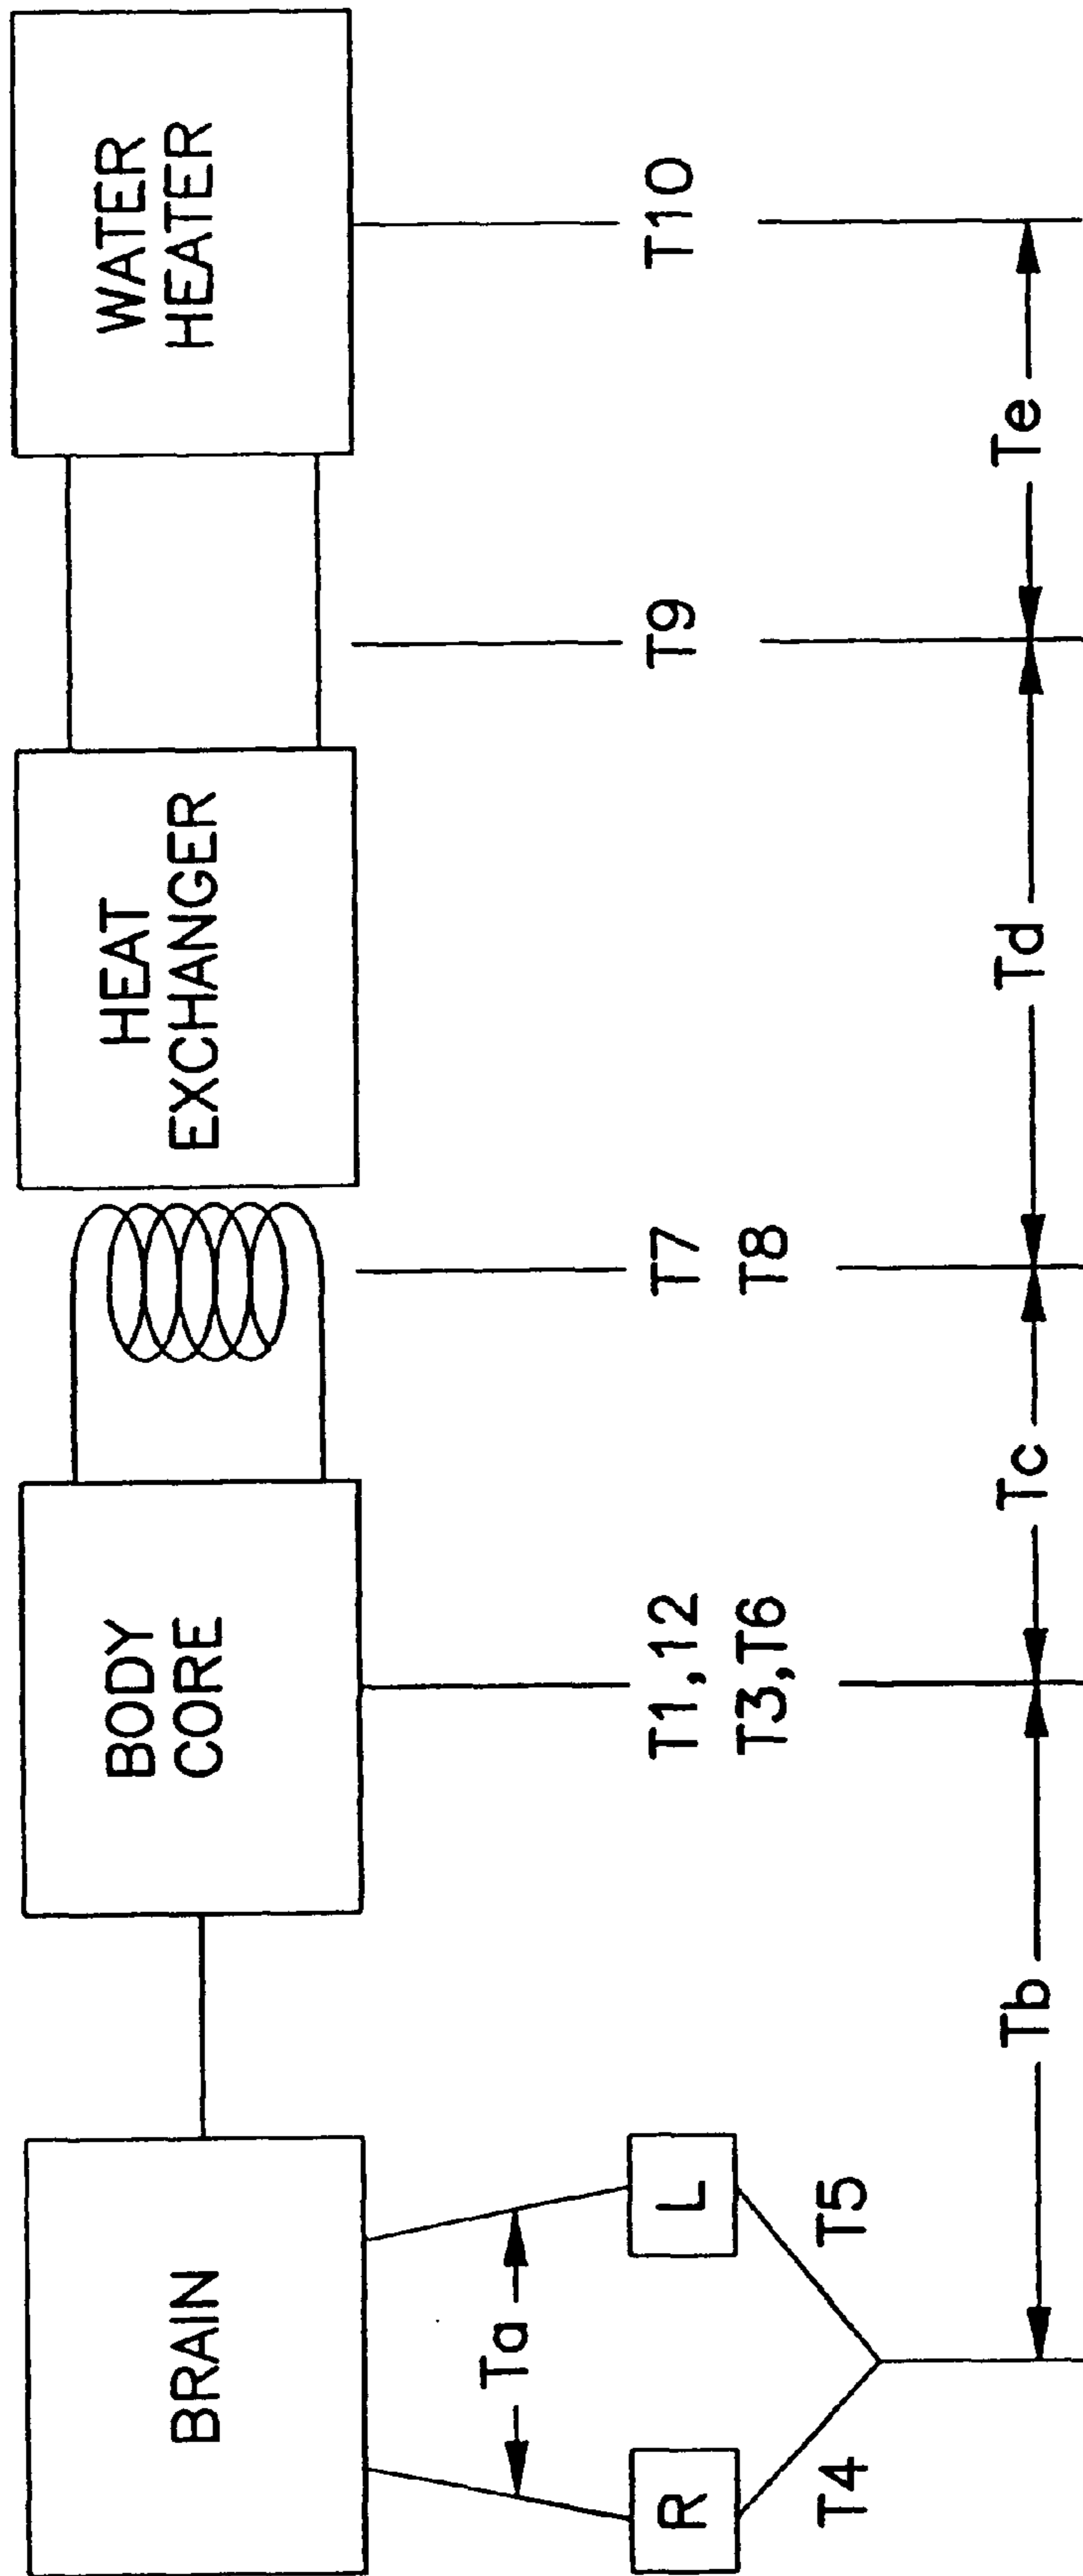 BRAIN
BODY
CORE
HEAT
EXCHANGER
WATER
HEATER
Ta
R
L
T4
T5
T1,12
T3,T6
T7
T8
T9
T10
Tb
Tc
Td
Te